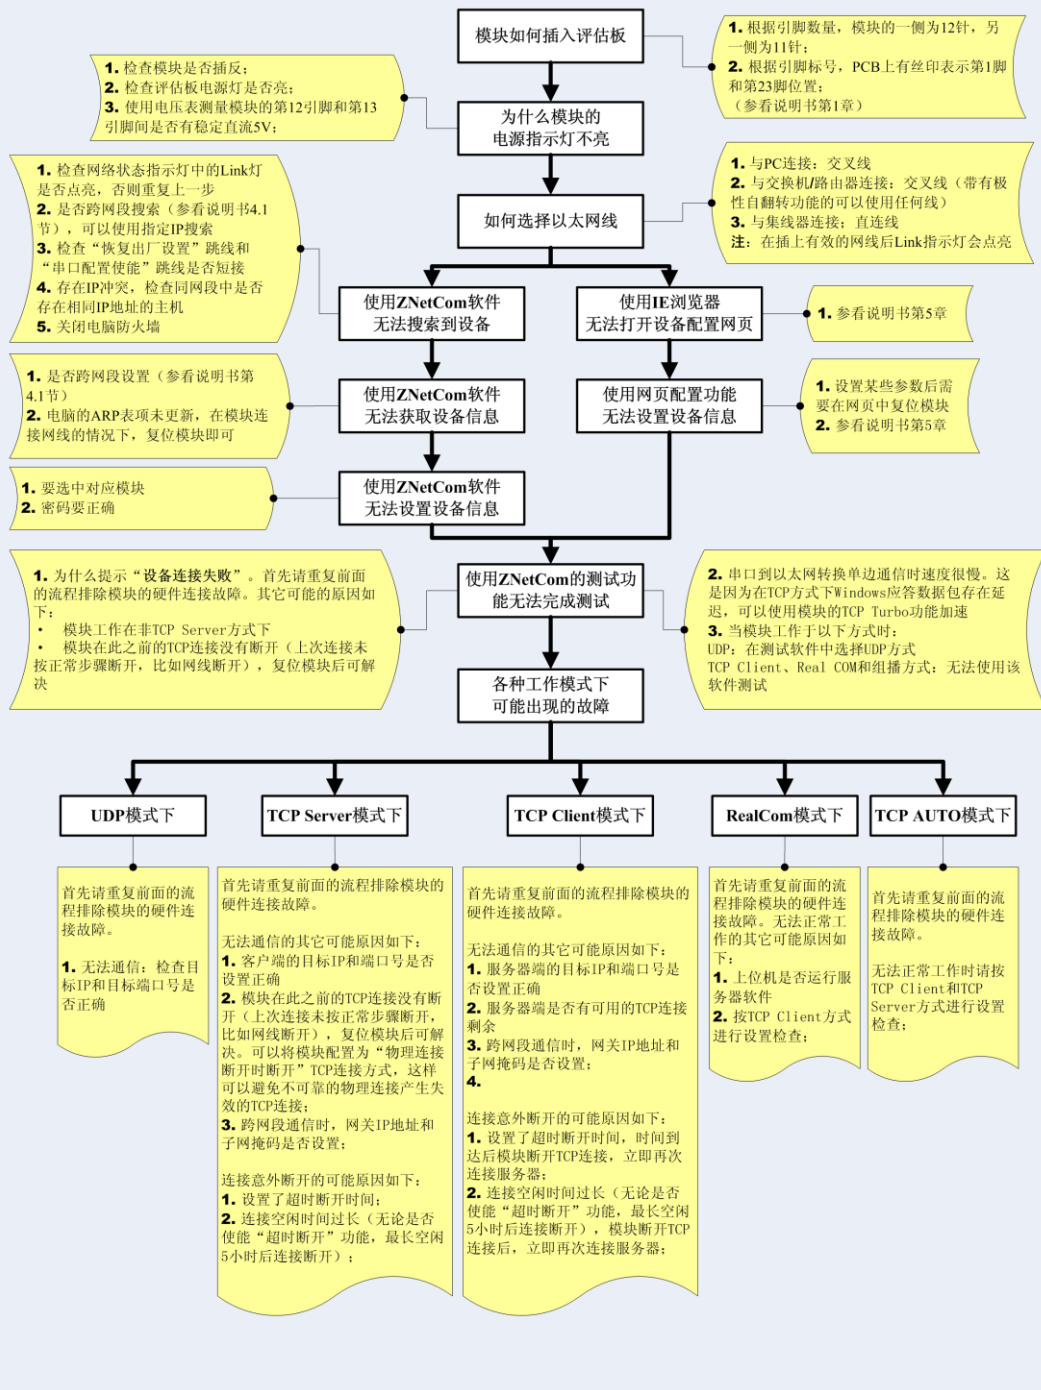 模块如何插入评估板
1. 根据引脚数量，模块的一侧为12针，另
一侧为11针；
2. 根据引脚标号，PCB上有丝印表示第1脚
和第23脚位置；
（参看说明书第1章）
1. 检查模块是否插反；
2. 检查评估板电源灯是否亮；
3. 使用电压表测量模块的第12引脚和第13
引脚间是否有稳定直流5V；
为什么模块的
电源指示灯不亮
1. 检查网络状态指示灯中的Link灯
是否点亮，否则重复上一步
2. 是否跨网段搜索（参看说明书4.1
节），可以使用指定IP搜索
3. 检查“恢复出厂设置”跳线和
“串口配置使能”跳线是否短接
4. 存在IP冲突，检查同网段中是否
存在相同IP地址的主机
5. 关闭电脑防火墙
如何选择以太网线
1. 与PC连接：交叉线
2. 与交换机/路由器连接：交叉线（带有极
性自翻转功能的可以使用任何线）
3. 与集线器连接；直连线
注：在插上有效的网线后Link指示灯会点亮
使用ZNetCom软件
无法搜索到设备
使用IE浏览器
无法打开设备配置网页
1. 参看说明书第5章
1. 是否跨网段设置（参看说明书第
4.1节）
2. 电脑的ARP表项未更新，在模块连
接网线的情况下，复位模块即可
使用ZNetCom软件
无法获取设备信息
使用网页配置功能
无法设置设备信息
1. 设置某些参数后需
要在网页中复位模块
2. 参看说明书第5章
1. 要选中对应模块
2. 密码要正确
使用ZNetCom软件
无法设置设备信息
1. 为什么提示“设备连接失败”。首先请重复前面
的流程排除模块的硬件连接故障。其它可能的原因如
下：
• 模块工作在非TCP Server方式下
• 模块在此之前的TCP连接没有断开（上次连接未
按正常步骤断开，比如网线断开），复位模块后可解
决
使用ZNetCom的测试功
能无法完成测试
2. 串口到以太网转换单边通信时速度很慢。这
是因为在TCP方式下Windows应答数据包存在延
迟，可以使用模块的TCP Turbo功能加速
3. 当模块工作于以下方式时：
UDP：在测试软件中选择UDP方式
TCP Client、Real COM和组播方式：无法使用该
软件测试
各种工作模式下
可能出现的故障
UDP模式下
TCP Server模式下
TCP Client模式下
RealCom模式下
TCP AUTO模式下
首先请重复前面的流
程排除模块的硬件连
接故障。
1. 无法通信：检查目
标IP和目标端口号是
否正确
首先请重复前面的流程排除模块的
硬件连接故障。
无法通信的其它可能原因如下：
1. 客户端的目标IP和端口号是否
设置正确
2. 模块在此之前的TCP连接没有断
开（上次连接未按正常步骤断开，
比如网线断开），复位模块后可解
决。可以将模块配置为“物理连接
断开时断开”TCP连接方式，这样
可以避免不可靠的物理连接产生失
效的TCP连接；
3. 跨网段通信时，网关IP地址和
子网掩码是否设置；
连接意外断开的可能原因如下：
1. 设置了超时断开时间；
2. 连接空闲时间过长（无论是否
使能“超时断开”功能，最长空闲
5小时后连接断开）；
首先请重复前面的流程排除模块的
硬件连接故障。
无法通信的其它可能原因如下：
1. 服务器端的目标IP和端口号是
否设置正确
2. 服务器端是否有可用的TCP连接
剩余
3. 跨网段通信时，网关IP地址和
子网掩码是否设置；
4.
连接意外断开的可能原因如下：
1. 设置了超时断开时间，时间到
达后模块断开TCP连接，立即再次
连接服务器；
2. 连接空闲时间过长（无论是否
使能“超时断开”功能，最长空闲
5小时后连接断开），模块断开TCP
连接后，立即再次连接服务器；
首先请重复前面的流
程排除模块的硬件连
接故障。无法正常工
作的其它可能原因如
下：
1. 上位机是否运行服
务器软件
2. 按TCP Client方式
进行设置检查；
首先请重复前面的流
程排除模块的硬件连
接故障。
无法正常工作时请按
TCP Client和TCP
Server方式进行设置
检查；